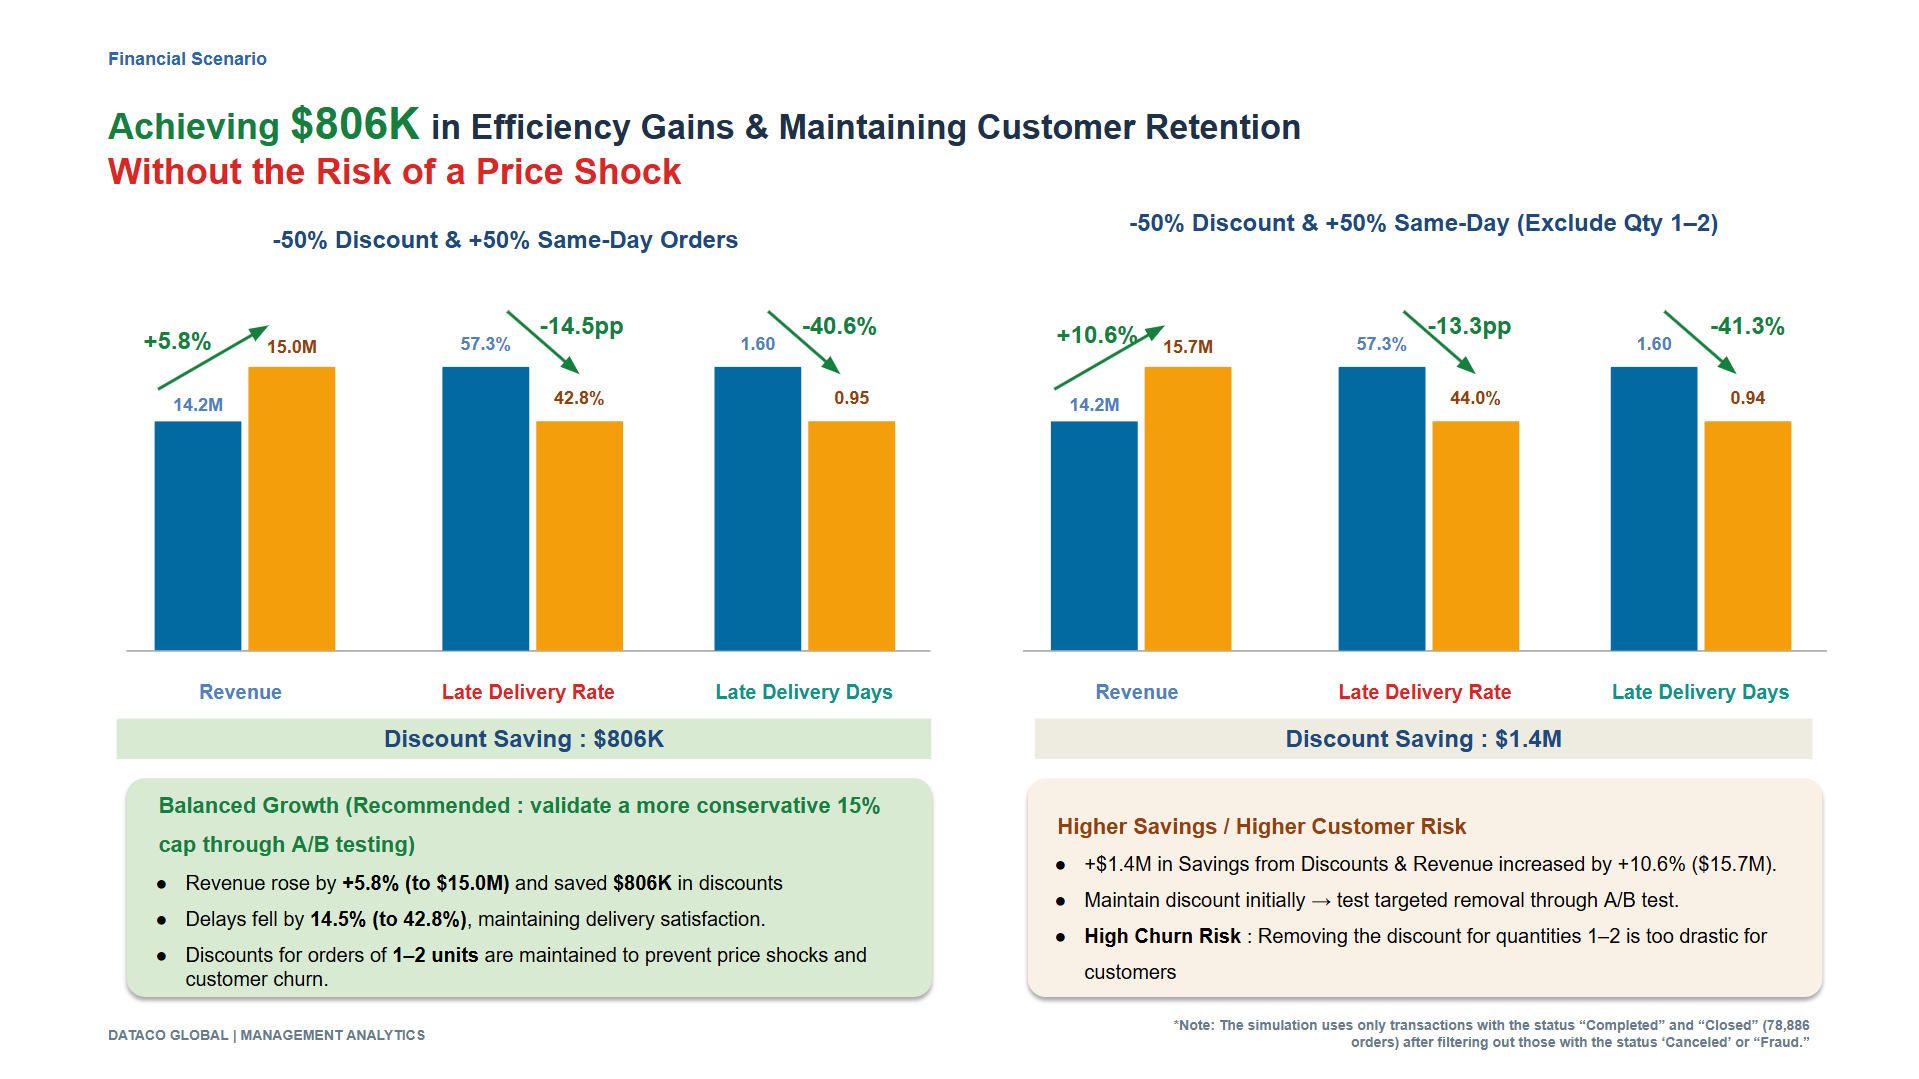 Financial Scenario
Achieving $806K in Efficiency Gains & Maintaining Customer Retention
Without the Risk of a Price Shock
-50% Discount & +50% Same-Day Orders
+5.8%
14.2M
15.0M
57.3%
-14.5pp
42.8%
1.60
-40.6%
0.95
Revenue
Late Delivery Rate
Late Delivery Days
Discount Saving : $806K
Balanced Growth (Recommended : validate a more conservative 15%
cap through A/B testing)
● Revenue rose by +5.8% (to $15.0M) and saved $806K in discounts
● Delays fell by 14.5% (to 42.8%), maintaining delivery satisfaction.
● Discounts for orders of 1–2 units are maintained to prevent price shocks and
customer churn.
-50% Discount & +50% Same-Day (Exclude Qty 1–2)
+10.6%
14.2M
15.7M
57.3%
-13.3pp
44.0%
1.60
-41.3%
0.94
Revenue
Late Delivery Rate
Late Delivery Days
Discount Saving : $1.4M
Higher Savings / Higher Customer Risk
● +$1.4M in Savings from Discounts & Revenue increased by +10.6% ($15.7M).
● Maintain discount initially → test targeted removal through A/B test.
● High Churn Risk : Removing the discount for quantities 1–2 is too drastic for
customers
DATACO GLOBAL | MANAGEMENT ANALYTICS
*Note: The simulation uses only transactions with the status “Completed” and “Closed” (78,886
orders) after filtering out those with the status ‘Canceled’ or “Fraud.”